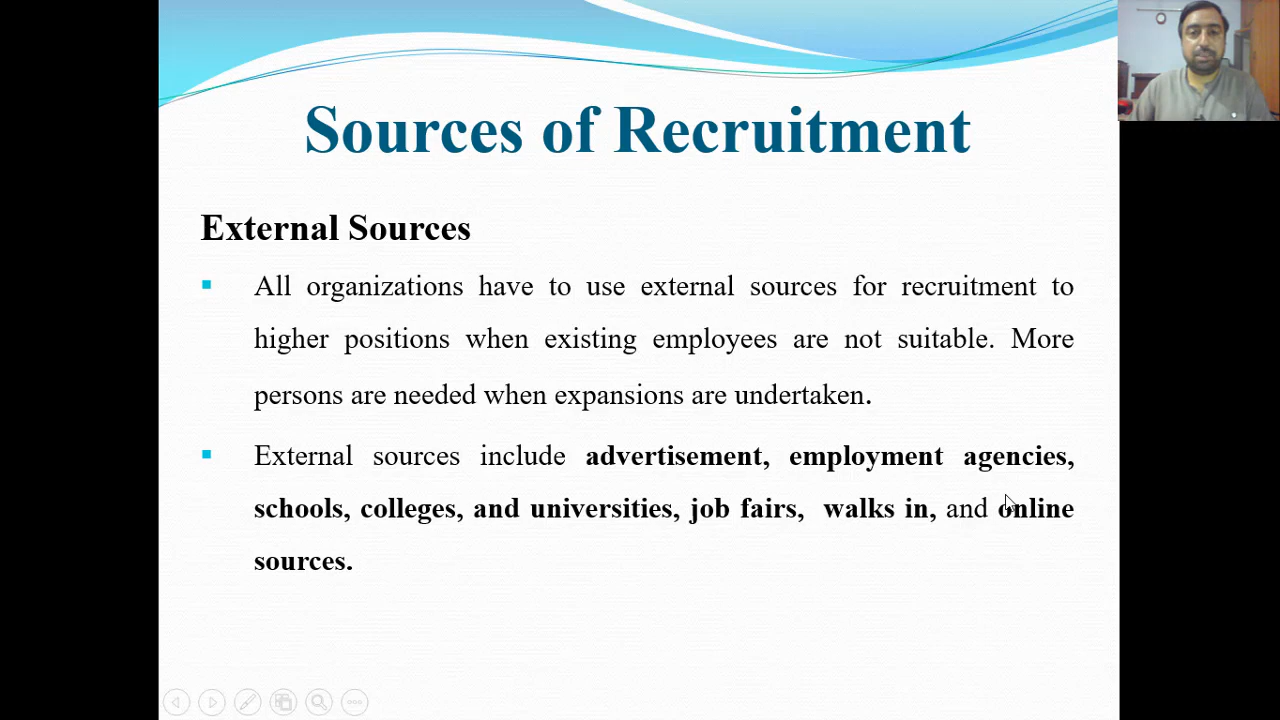 Sources of Recruitment
External Sources
All organizations have to use external sources for recruitment to
higher positions when existing employees are not suitable. More
persons are needed when expansions are undertaken.
External sources include advertisement, employment agencies,
schools, colleges, and universities, job fairs, walks in, and online
sources.